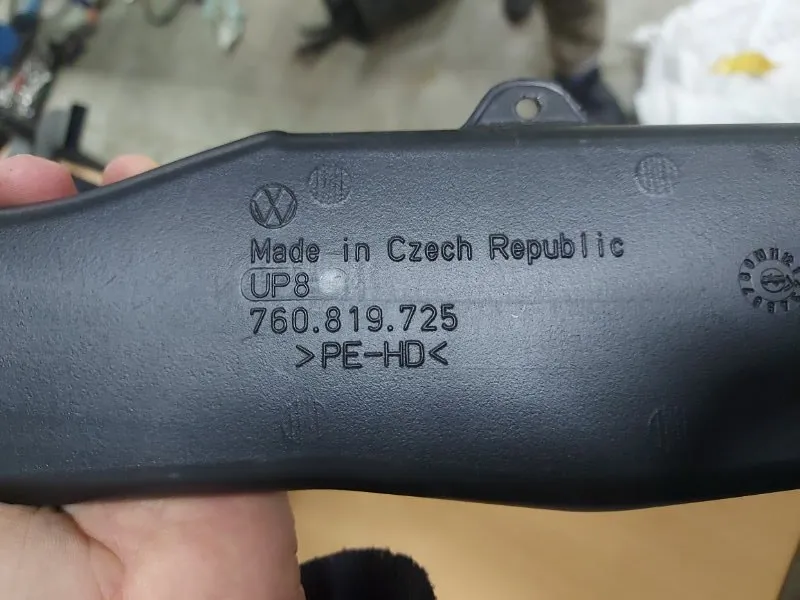 Made in Czech Republic
UP8
760.819.725
>PE-HD<